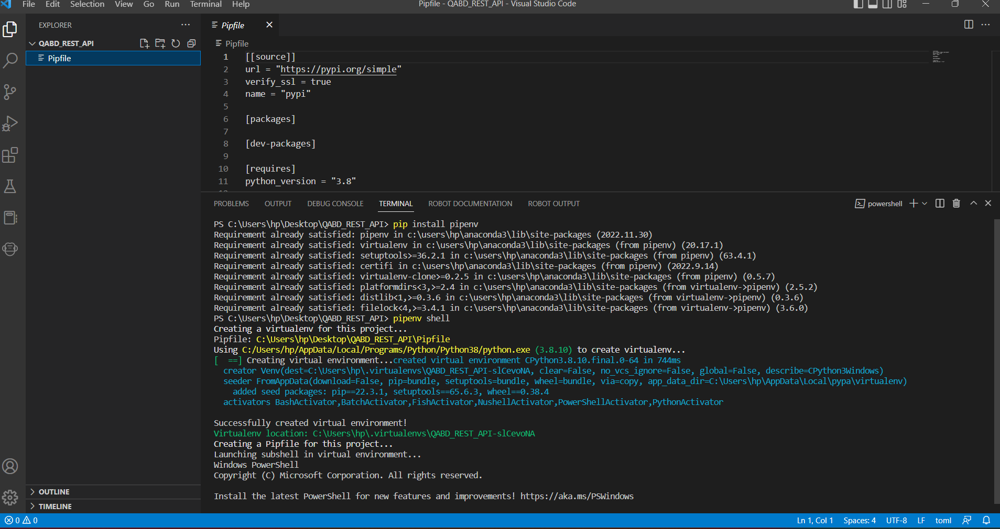 File Edit Selection View Go Run Terminal Help
Pipfile - QABD_REST_API - Visual Studio Code
EXPLORER
QABD_REST_API
Pipfile
OUTLINE
TIMELINE
Pipfile
Pipfile
1 [[source]]
2 url = "https://pypi.org/simple"
3 verify_ssl = true
4 name = "pypi"
5
6 [packages]
7
8 [dev-packages]
9
10 [requires]
11 python_version = "3.8"
PROBLEMS OUTPUT DEBUG CONSOLE TERMINAL ROBOT DOCUMENTATION ROBOT OUTPUT
powershell
PS C:\Users\hp\Desktop\QABD_REST_API> pip install pipenv
Requirement already satisfied: pipenv in c:\users\hp\anaconda3\lib\site-packages (2022.11.30)
Requirement already satisfied: virtualenv in c:\users\hp\anaconda3\lib\site-packages (from pipenv) (20.17.1)
Requirement already satisfied: setuptools>=36.2.1 in c:\users\hp\anaconda3\lib\site-packages (from pipenv) (63.4.1)
Requirement already satisfied: certifi in c:\users\hp\anaconda3\lib\site-packages (from pipenv) (2022.9.14)
Requirement already satisfied: virtualenv-clone>=0.2.5 in c:\users\hp\anaconda3\lib\site-packages (from pipenv) (0.5.7)
Requirement already satisfied: platformdirs<3,>=2.4 in c:\users\hp\anaconda3\lib\site-packages (from virtualenv->pipenv) (2.5.2)
Requirement already satisfied: distlib<1,>=0.3.6 in c:\users\hp\anaconda3\lib\site-packages (from virtualenv->pipenv) (0.3.6)
Requirement already satisfied: filelock<4,>=3.4.1 in c:\users\hp\anaconda3\lib\site-packages (from virtualenv->pipenv) (3.6.0)
PS C:\Users\hp\Desktop\QABD_REST_API> pipenv shell
Creating a virtualenv for this project...
Pipfile: C:\Users\hp\Desktop\QABD_REST_API\Pipfile
Using C:/Users/hp/AppData/Local/Programs/Python/Python38/python.exe (3.8.10) to create virtualenv...
[  ==] Creating virtual environment...created virtual environment CPython3.8.10.final.0-64 in 744ms
creator Venv(dest=C:\Users\hp\.virtualenvs\QABD_REST_API-slCevoNA, clear=False, no_vcs_ignore=False, global=False, describe=CPython3Windows)
seeder FromAppData(download=False, pip=bundle, setuptools=bundle, wheel=bundle, via=copy, app_data_dir=C:\Users\hp\AppData\Local\pypa\virtualenv)
added seed packages: pip==22.3.1, setuptools==65.6.3, wheel==0.38.4
activators BashActivator,BatchActivator,FishActivator,NushellActivator,PowerShellActivator,PythonActivator
Successfully created virtual environment!
Virtualenv location: C:\Users\hp\.virtualenvs\QABD_REST_API-slCevoNA
Creating a Pipfile for this project...
Launching subshell in virtual environment...
Windows PowerShell
Copyright (C) Microsoft Corporation. All rights reserved.
Install the latest PowerShell for new features and improvements! https://aka.ms/PSWindows
0 0
Ln 1, Col 1 Spaces: 4 UTF-8 LF toml